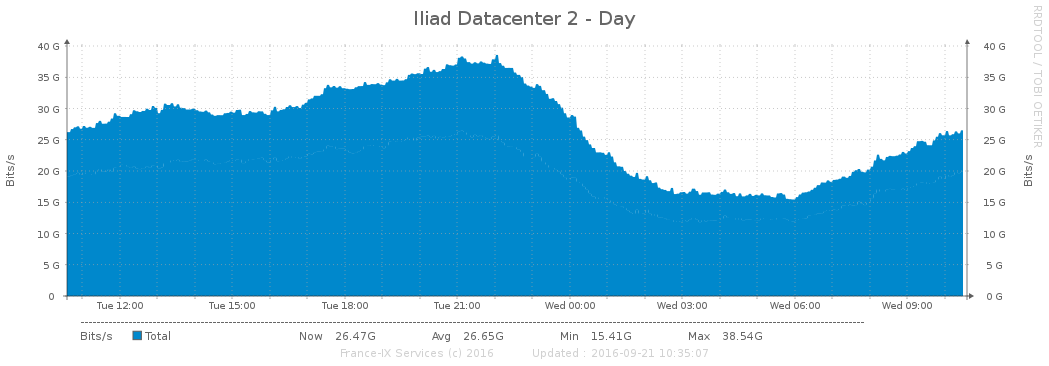 Iliad Datacenter 2 - Day
RRDTOOL / TOBI OETIKER
Bits/s
40 G
35 G
30 G
25 G
20 G
15 G
10 G
5 G
0
40 G
35 G
30 G
25 G
20 G
15 G
10 G
5 G
0 G
Bits/s
Tue 12:00 Tue 15:00 Tue 18:00 Tue 21:00 Wed 00:00 Wed 03:00 Wed 06:00 Wed 09:00
Bits/s Total Now 26.47G Avg 26.65G Min 15.41G Max 38.54G
France-IX Services (c) 2016 Updated : 2016-09-21 10:35:07